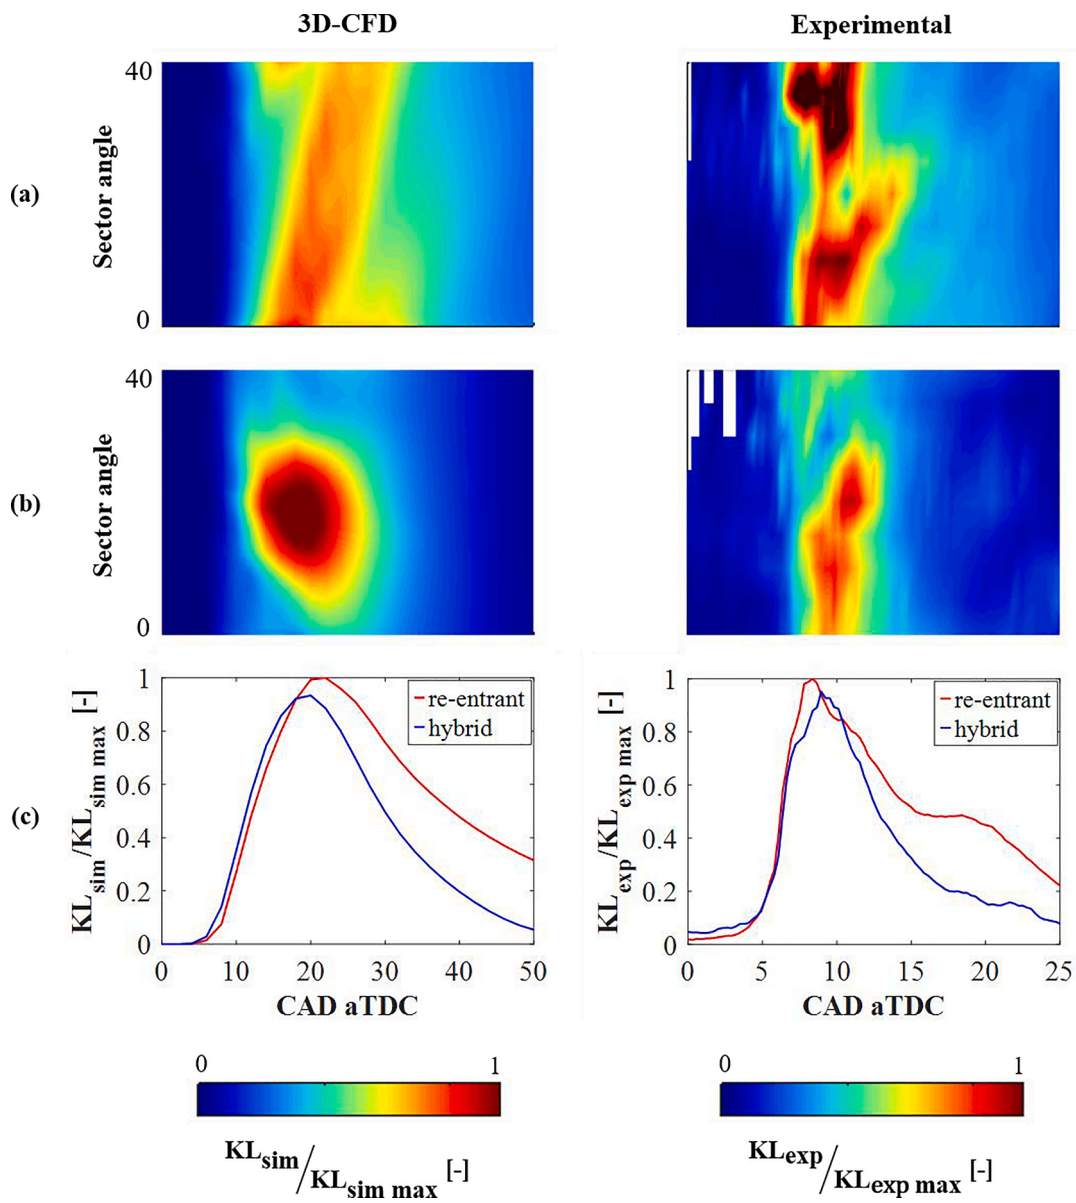 3D-CFD Experimental
40
Sector angle
0
(a)
40
Sector angle
0
(b)
(c)
KLsim/KLsim max [-]
1
0.8
0.6
0.4
0.2
0
re-entrant
hybrid
0 10 20 30 40 50
CAD aTDC
KLexp/KLexp max [-]
1
0.8
0.6
0.4
0.2
0
re-entrant
hybrid
0 5 10 15 20 25
CAD aTDC
0 1
KLsim/KLsim max [-]
0 1
KLexp/KLexp max [-]